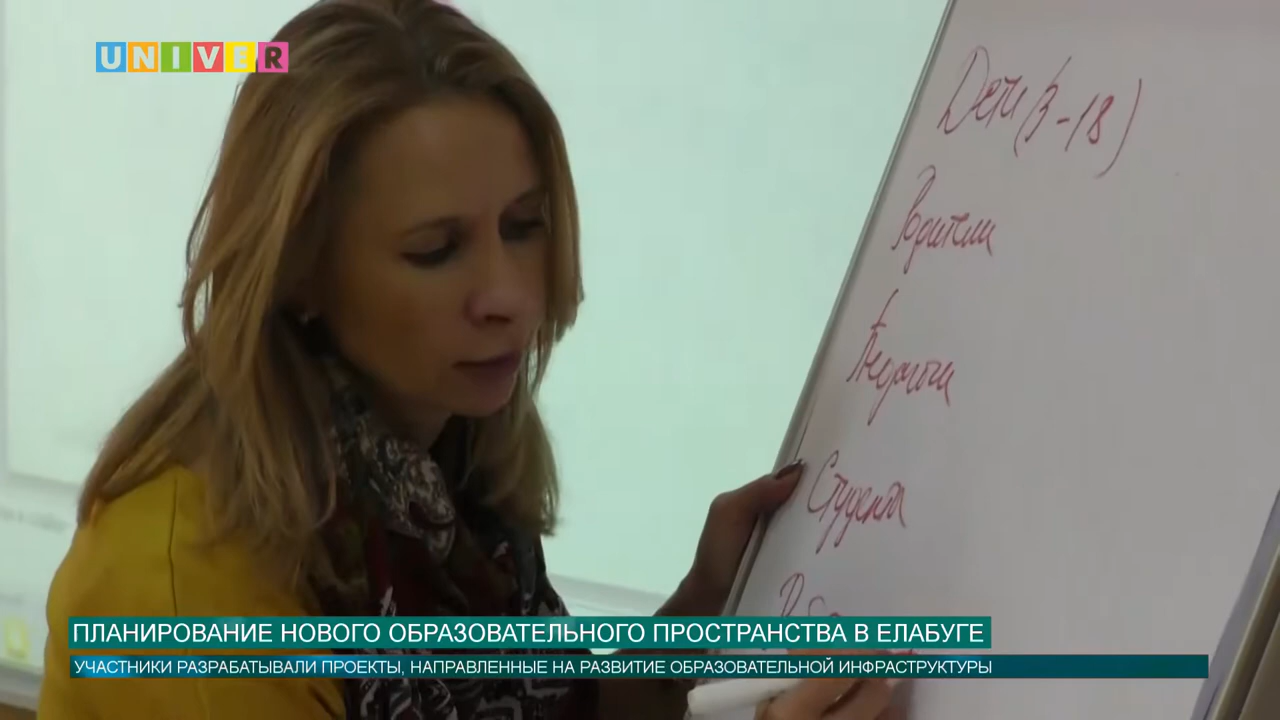 UNIVER
Дети (3-18)
Родители
Педагоги
Студенты
ПЛАНИРОВАНИЕ НОВОГО ОБРАЗОВАТЕЛЬНОГО ПРОСТРАНСТВА В ЕЛАБУГЕ
УЧАСТНИКИ РАЗРАБАТЫВАЛИ ПРОЕКТЫ, НАПРАВЛЕННЫЕ НА РАЗВИТИЕ ОБРАЗОВАТЕЛЬНОЙ ИНФРАСТРУКТУРЫ